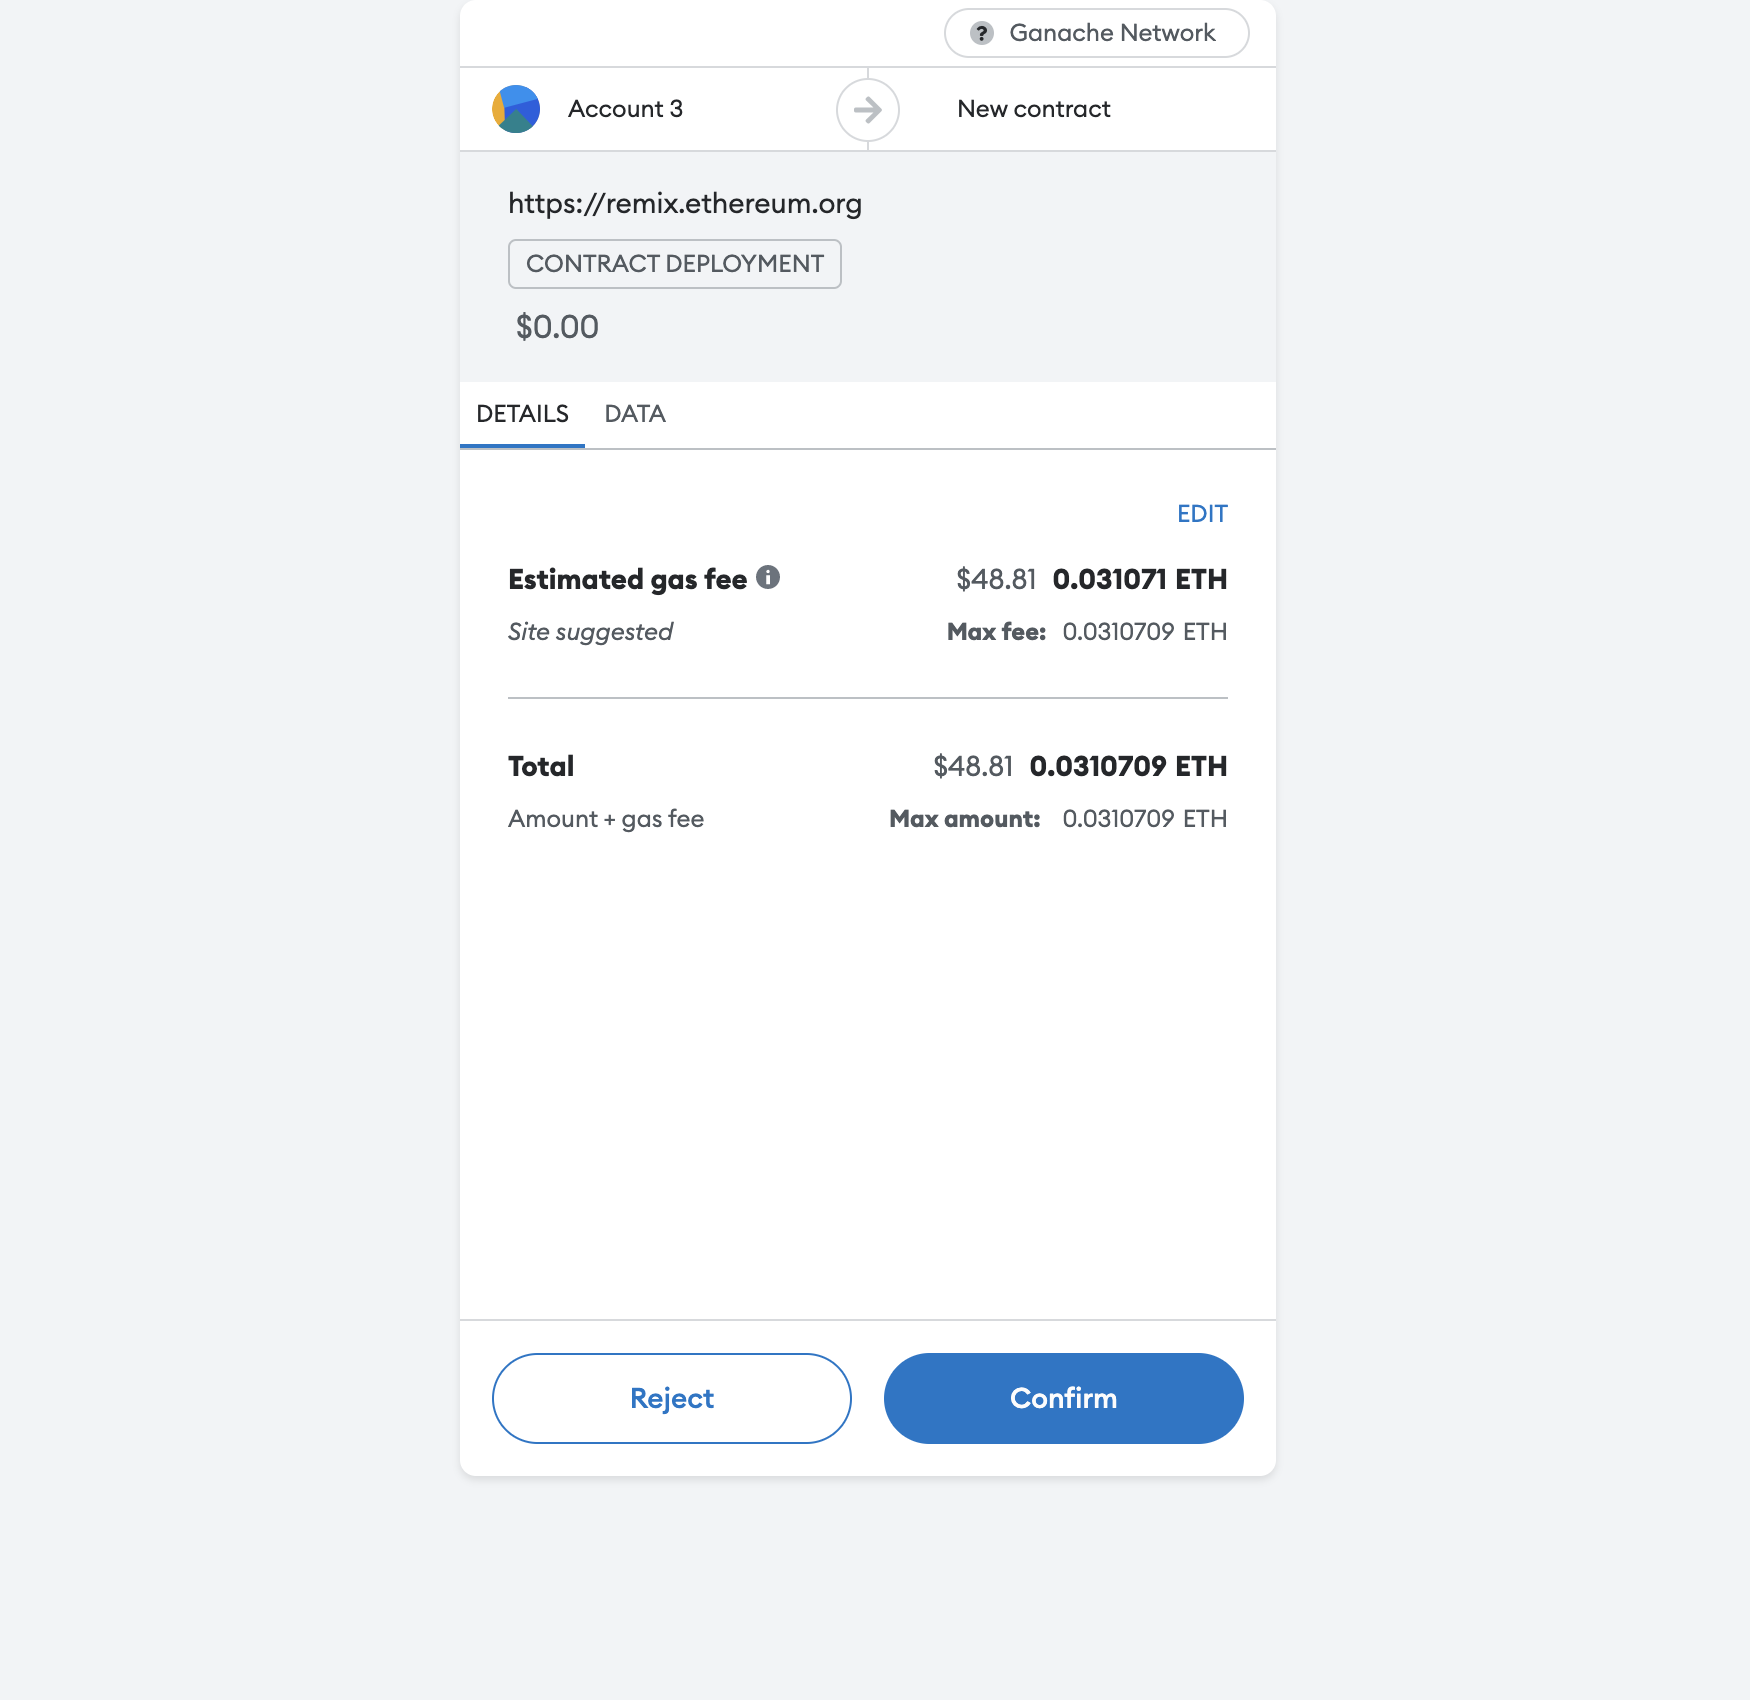 Ganache Network
Account 3 New contract
https://remix.ethereum.org
CONTRACT DEPLOYMENT
$0.00
DETAILS DATA
EDIT
Estimated gas fee $48.81 0.031071 ETH
Site suggested Max fee: 0.0310709 ETH
Total $48.81 0.0310709 ETH
Amount + gas fee Max amount: 0.0310709 ETH
Reject Confirm